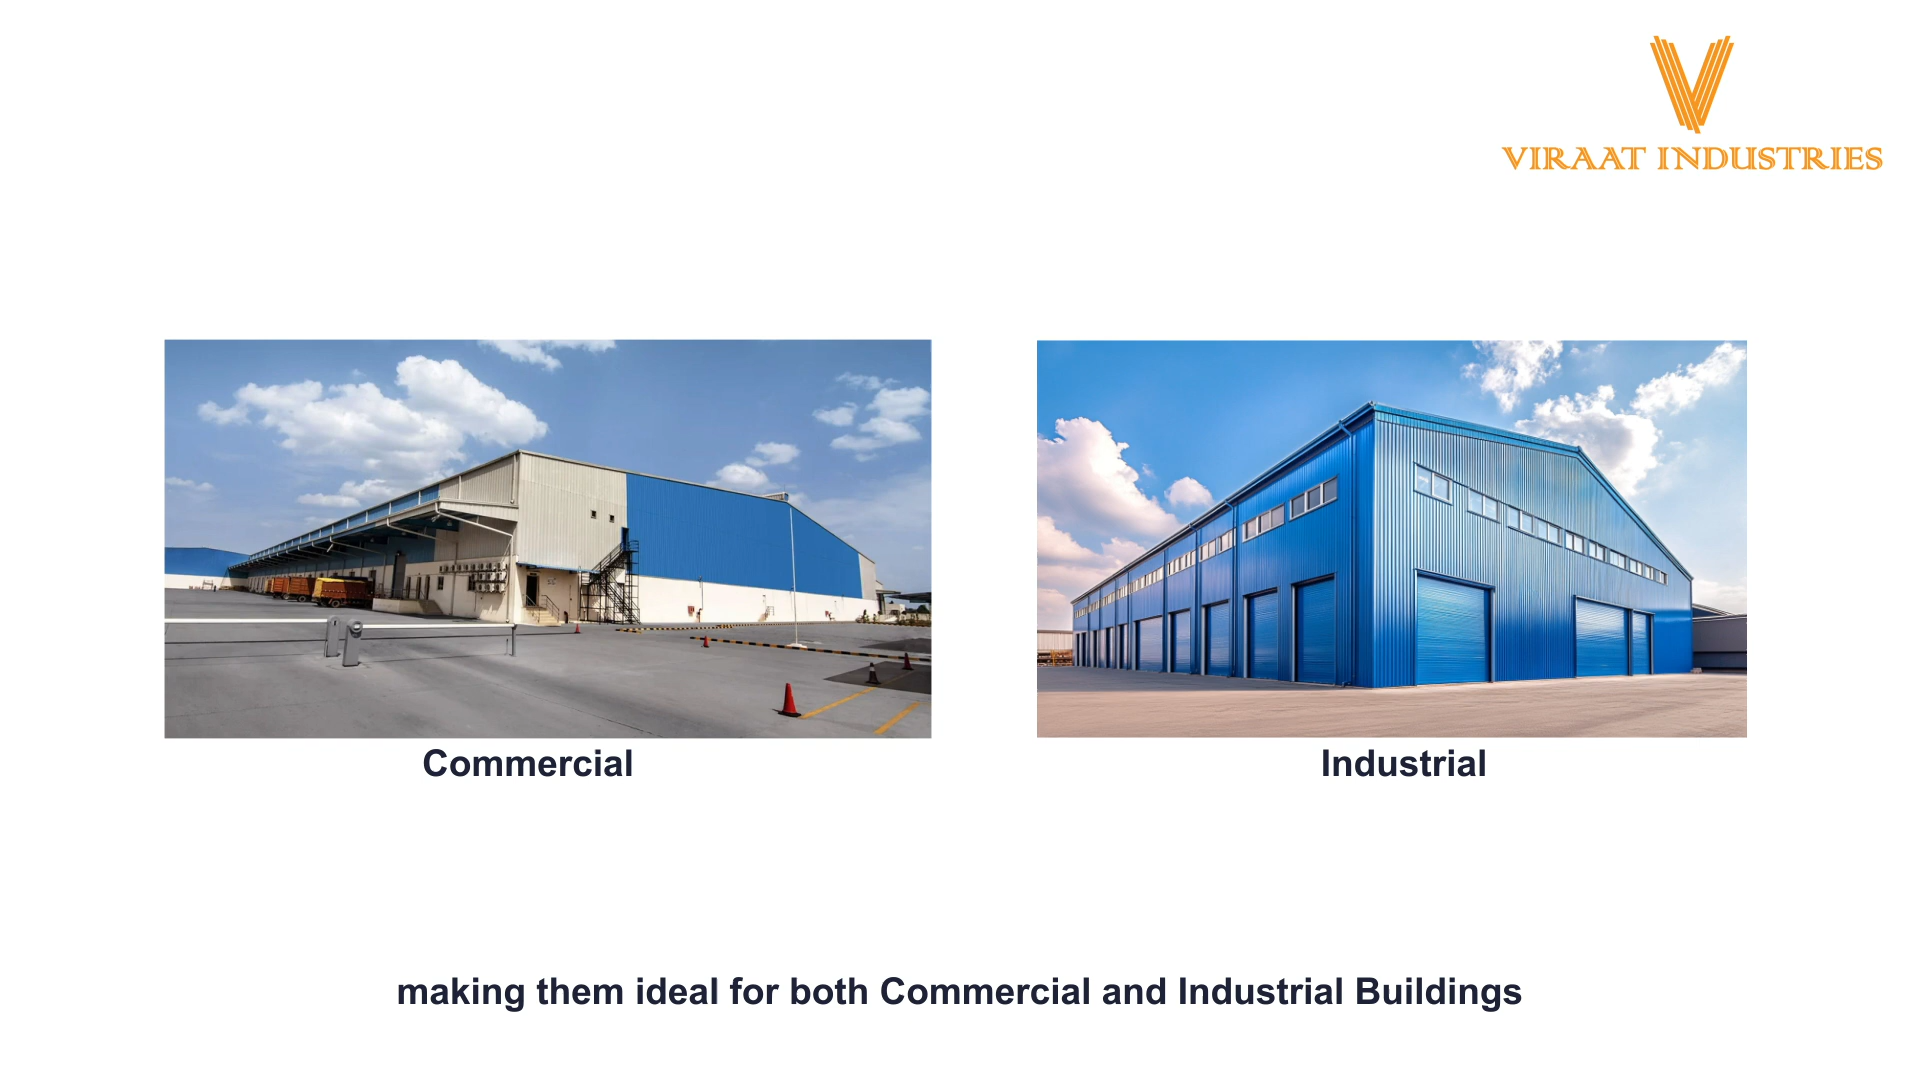 VIRAAT INDUSTRIES
Commercial
Industrial
making them ideal for both Commercial and Industrial Buildings